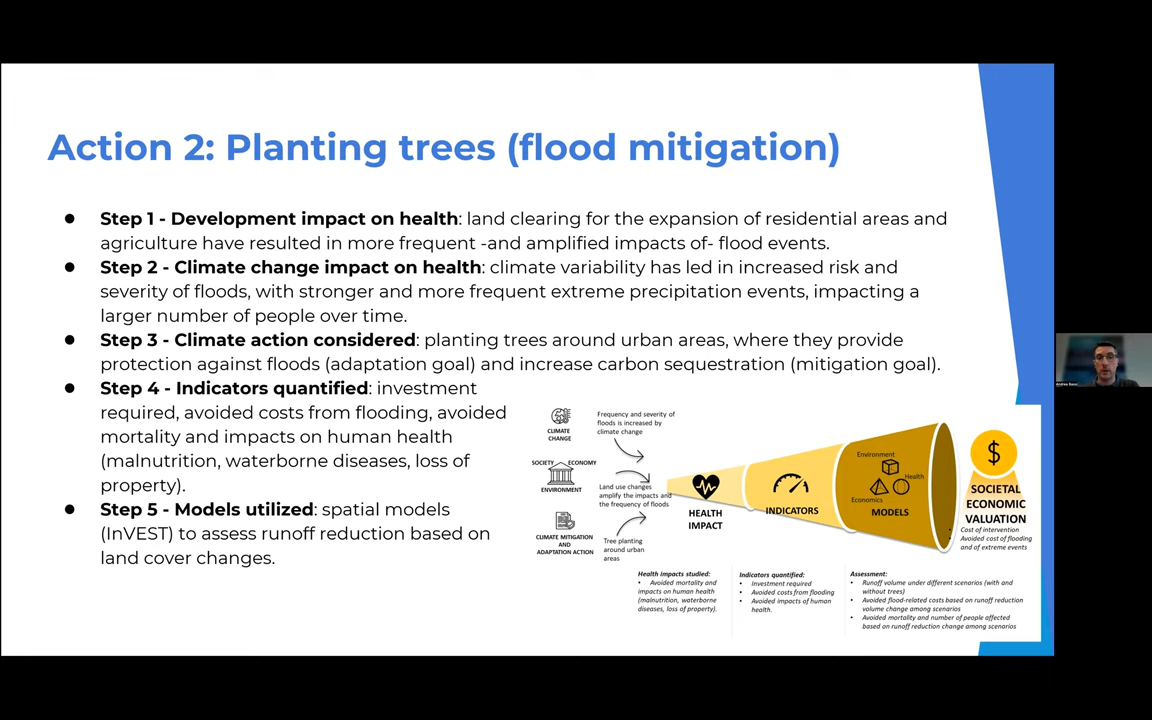 Action 2: Planting trees (flood mitigation)
● Step 1 - Development impact on health: land clearing for the expansion of residential areas and
agriculture have resulted in more frequent -and amplified impacts of- flood events.
● Step 2 - Climate change impact on health: climate variability has led in increased risk and
severity of floods, with stronger and more frequent extreme precipitation events, impacting a
larger number of people over time.
● Step 3 - Climate action considered: planting trees around urban areas, where they provide
protection against floods (adaptation goal) and increase carbon sequestration (mitigation goal).
● Step 4 - Indicators quantified: investment
required, avoided costs from flooding, avoided
mortality and impacts on human health
(malnutrition, waterborne diseases, loss of
property).
● Step 5 - Models utilized: spatial models
(InVEST) to assess runoff reduction based on
land cover changes.
CLIMATE
CHANGE
Frequency and severity of
floods is increased by
climate change
SOCIETY ECONOMY
ENVIRONMENT
Land use changes
amplify the impacts and
the frequency of floods
CLIMATE MITIGATION
AND
ADAPTATION ACTION
Tree planting
around urban
areas
HEALTH
IMPACT
INDICATORS
Environment
Health
Economics
MODELS
$
SOCIETAL
ECONOMIC
VALUATION
• Cost of intervention
• Avoided cost of flooding
and of extreme events
Health impacts studied:
• Avoided mortality and
impacts on human health
(malnutrition, waterborne
diseases, loss of property).
Indicators quantified:
• Investment required
• Avoided costs from flooding
• Avoided impacts of human
health.
Assessment:
• Runoff volume under different scenarios (with and
without trees)
• Avoided flood-related costs based on runoff reduction
volume change among scenarios
• Avoided mortality and number of people affected
based on runoff reduction change among scenarios
Andrea Bassi